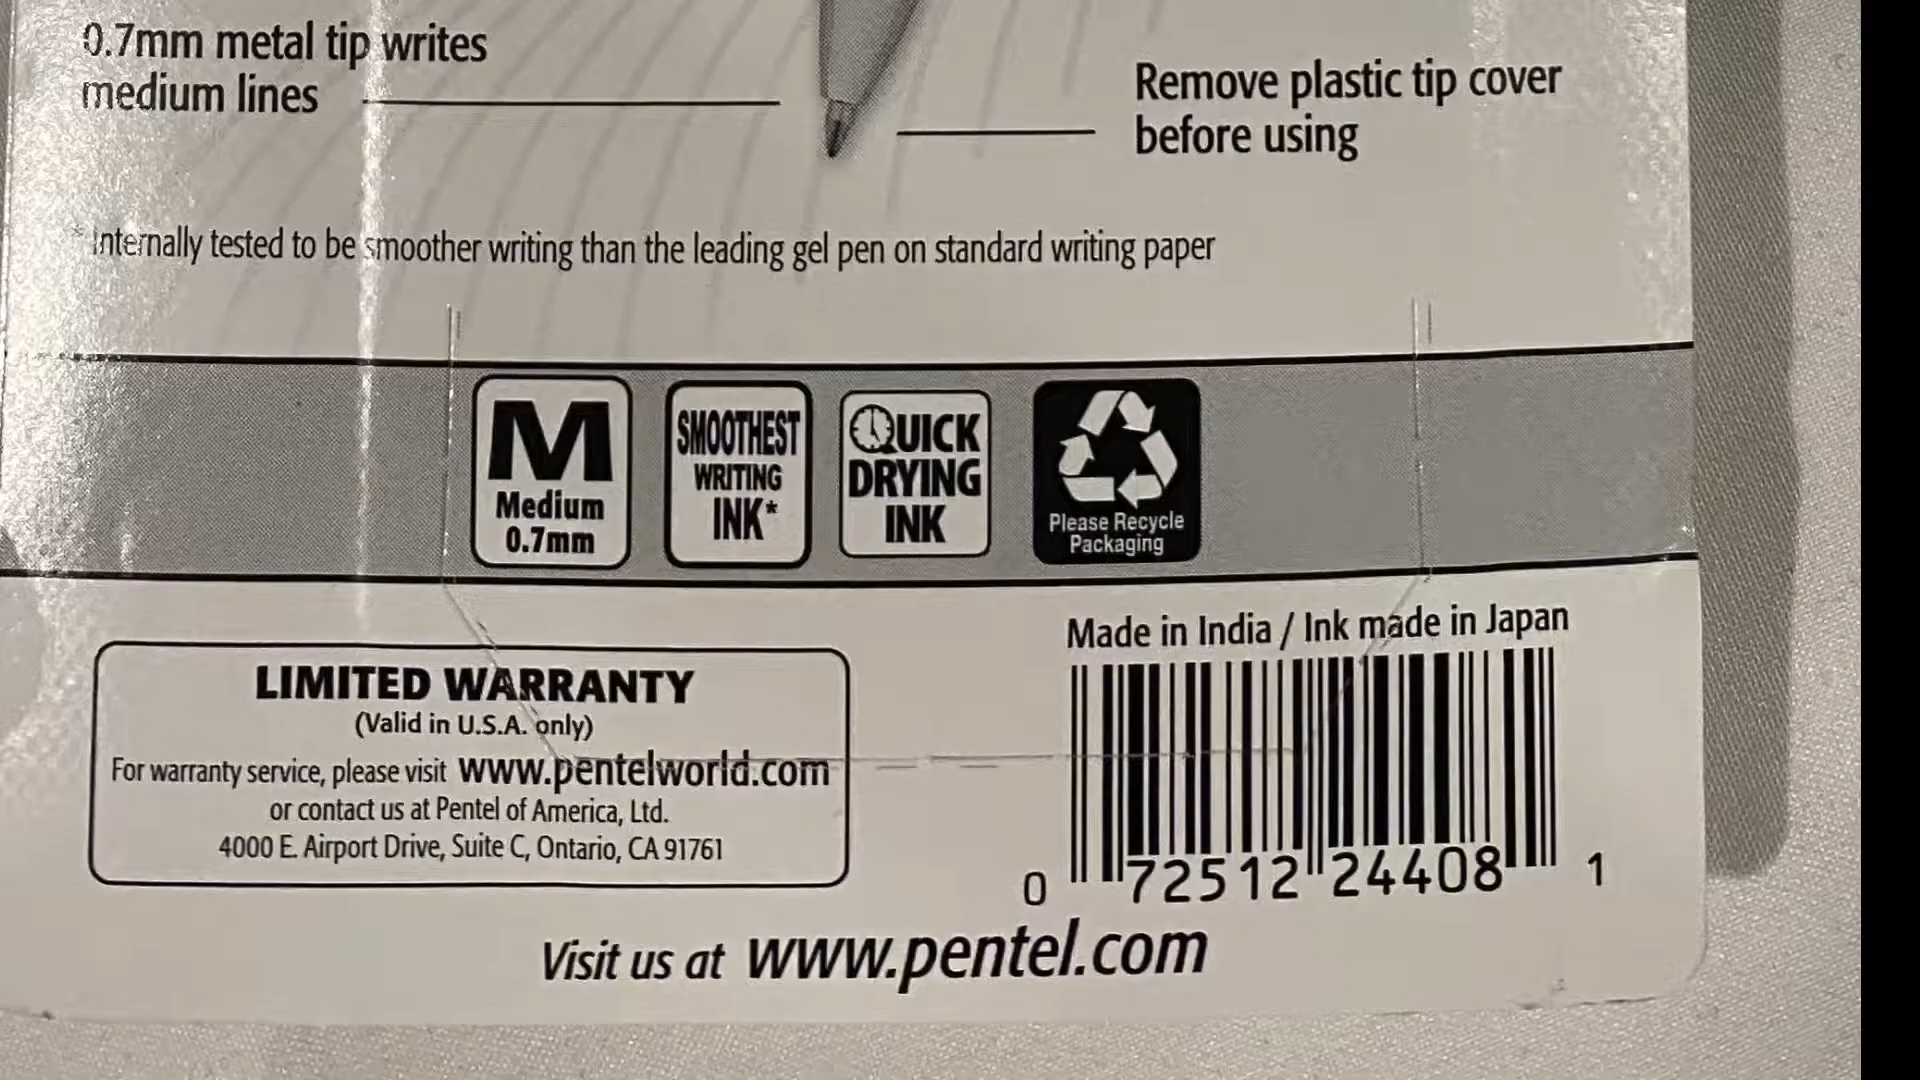 0.7mm metal tip writes
medium lines
Remove plastic tip cover
before using
* Internally tested to be smoother writing than the leading gel pen on standard writing paper
M
Medium
0.7mm
SMOOTHEST
WRITING
INK*
QUICK
DRYING
INK
Please Recycle
Packaging
LIMITED WARRANTY
(Valid in U.S.A. only)
For warranty service, please visit www.pentelworld.com
or contact us at Pentel of America, Ltd.
4000 E. Airport Drive, Suite C, Ontario, CA 91761
Made in India / Ink made in Japan
0 72512 24408 1
Visit us at www.pentel.com